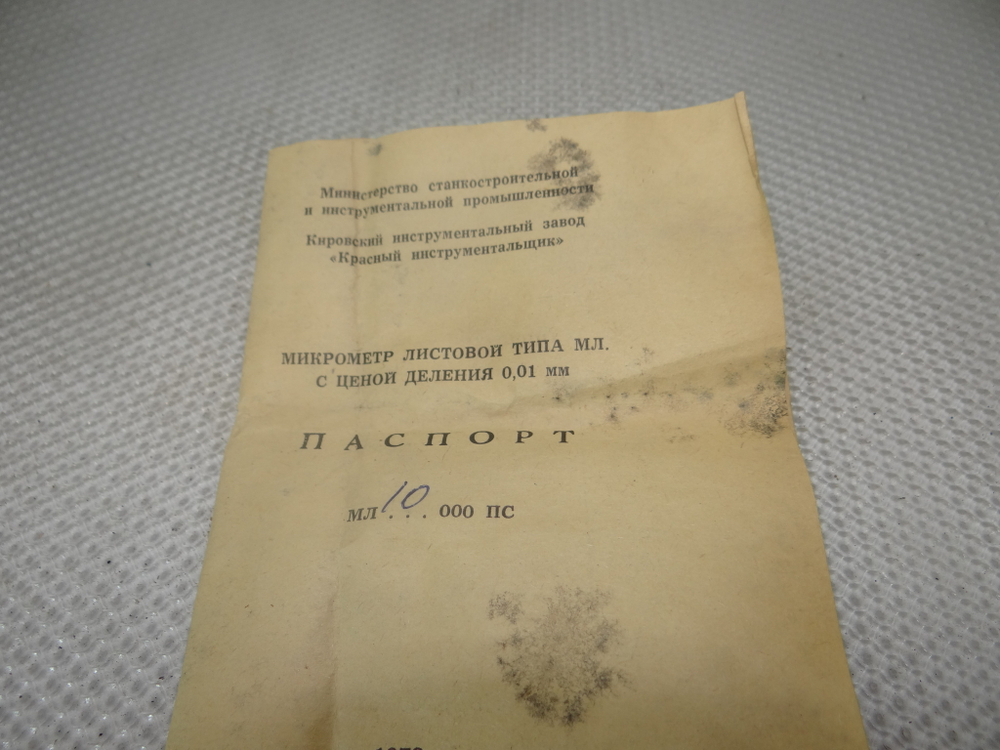 Министерство станкостроительной
и инструментальной промышленности
Кировский инструментальный завод
«Красный инструментальщик»
МИКРОМЕТР ЛИСТОВОЙ ТИПА МЛ.
С ЦЕНОЙ ДЕЛЕНИЯ 0,01 мм
ПАСПОРТ
МЛ 10 . . . 000 ПС